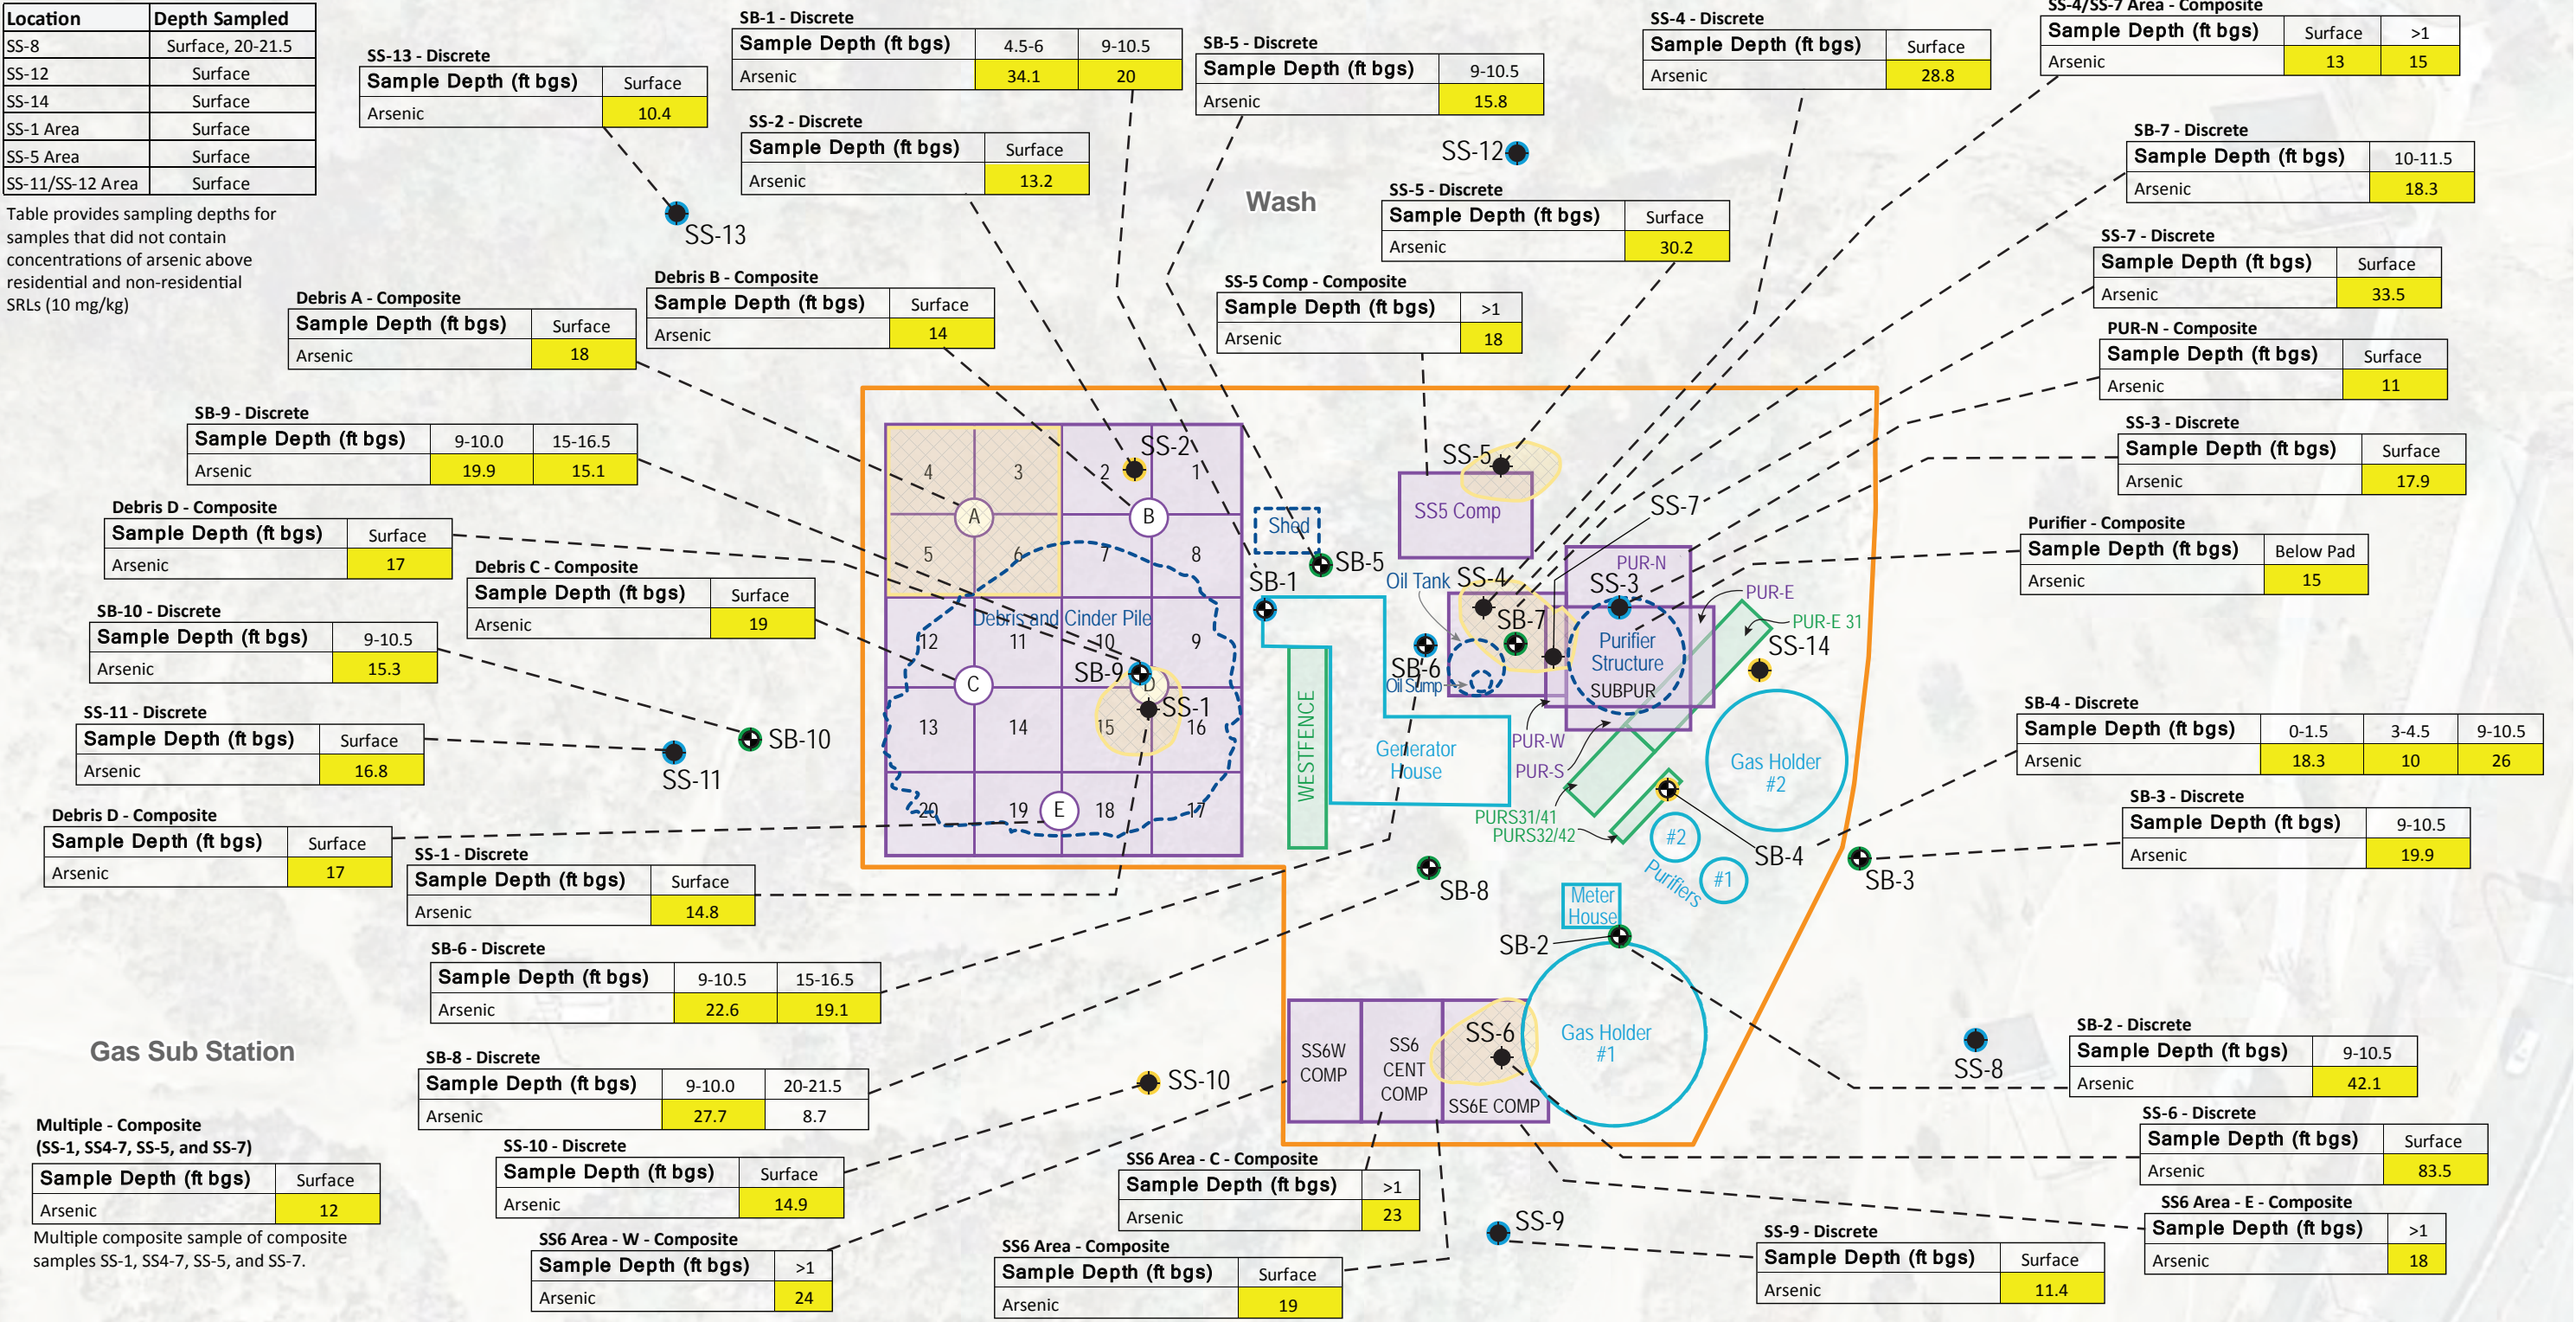 Location Depth Sampled
SS-8 Surface, 20-21.5
SS-12 Surface
SS-14 Surface
SS-1 Area Surface
SS-5 Area Surface
SS-11/SS-12 Area Surface
Table provides sampling depths for
samples that did not contain
concentrations of arsenic above
residential and non-residential
SRLs (10 mg/kg)
SS-13 - Discrete
Sample Depth (ft bgs) Surface
Arsenic 10.4
SB-1 - Discrete
Sample Depth (ft bgs) 4.5-6 9-10.5
Arsenic 34.1 20
SS-2 - Discrete
Sample Depth (ft bgs) Surface
Arsenic 13.2
SB-5 - Discrete
Sample Depth (ft bgs) 9-10.5
Arsenic 15.8
SS-4 - Discrete
Sample Depth (ft bgs) Surface
Arsenic 28.8
SS-4/SS-7 Area - Composite
Sample Depth (ft bgs) Surface >1
Arsenic 13 15
SS-12
Wash
SS-5 - Discrete
Sample Depth (ft bgs) Surface
Arsenic 30.2
SB-7 - Discrete
Sample Depth (ft bgs) 10-11.5
Arsenic 18.3
SS-7 - Discrete
Sample Depth (ft bgs) Surface
Arsenic 33.5
SS-13
Debris A - Composite
Sample Depth (ft bgs) Surface
Arsenic 18
Debris B - Composite
Sample Depth (ft bgs) Surface
Arsenic 14
SS-5 Comp - Composite
Sample Depth (ft bgs) >1
Arsenic 18
PUR-N - Composite
Sample Depth (ft bgs) Surface
Arsenic 11
SB-9 - Discrete
Sample Depth (ft bgs) 9-10.0 15-16.5
Arsenic 19.9 15.1
SS-3 - Discrete
Sample Depth (ft bgs) Surface
Arsenic 17.9
Debris D - Composite
Sample Depth (ft bgs) Surface
Arsenic 17
Debris C - Composite
Sample Depth (ft bgs) Surface
Arsenic 19
Purifier - Composite
Sample Depth (ft bgs) Below Pad
Arsenic 15
SB-10 - Discrete
Sample Depth (ft bgs) 9-10.5
Arsenic 15.3
SS-11 - Discrete
Sample Depth (ft bgs) Surface
Arsenic 16.8
SB-10
SS-11
4 3 2 SS-2 1
A B
5 6 7 8
Debris and Cinder Pile
12 11 10 9
SB-9
C D
SS-1
13 14 15 16
20 19 E 18 17
Shed
SB-5
SB-1
SS-5
SS5 Comp
SS-7
Oil Tank
SS-4
SB-7
SB-6
Oil Sump
PUR-N
SS-3
Purifier
Structure
SUBPUR
PUR-E
PUR-E 31
SS-14
PUR-W
PUR-S
WESTFENCE
Generator
House
Gas Holder
#2
PURS31/41
PURS32/42
#2
#1
Purifiers
SB-4
SB-3
SB-8
Meter
House
SB-2
SB-4 - Discrete
Sample Depth (ft bgs) 0-1.5 3-4.5 9-10.5
Arsenic 18.3 10 26
SB-3 - Discrete
Sample Depth (ft bgs) 9-10.5
Arsenic 19.9
Debris D - Composite
Sample Depth (ft bgs) Surface
Arsenic 17
SS-1 - Discrete
Sample Depth (ft bgs) Surface
Arsenic 14.8
SB-6 - Discrete
Sample Depth (ft bgs) 9-10.5 15-16.5
Arsenic 22.6 19.1
Gas Sub Station
SB-8 - Discrete
Sample Depth (ft bgs) 9-10.0 20-21.5
Arsenic 27.7 8.7
SS-10
SS6W
COMP
SS6
CENT
COMP
SS-6
SS6E COMP
Gas Holder
#1
SS-8
SB-2 - Discrete
Sample Depth (ft bgs) 9-10.5
Arsenic 42.1
Multiple - Composite
(SS-1, SS4-7, SS-5, and SS-7)
Sample Depth (ft bgs) Surface
Arsenic 12
Multiple composite sample of composite
samples SS-1, SS4-7, SS-5, and SS-7.
SS-10 - Discrete
Sample Depth (ft bgs) Surface
Arsenic 14.9
SS6 Area - W - Composite
Sample Depth (ft bgs) >1
Arsenic 24
SS6 Area - C - Composite
Sample Depth (ft bgs) >1
Arsenic 23
SS6 Area - Composite
Sample Depth (ft bgs) Surface
Arsenic 19
SS-9
SS-9 - Discrete
Sample Depth (ft bgs) Surface
Arsenic 11.4
SS-6 - Discrete
Sample Depth (ft bgs) Surface
Arsenic 83.5
SS6 Area - E - Composite
Sample Depth (ft bgs) >1
Arsenic 18